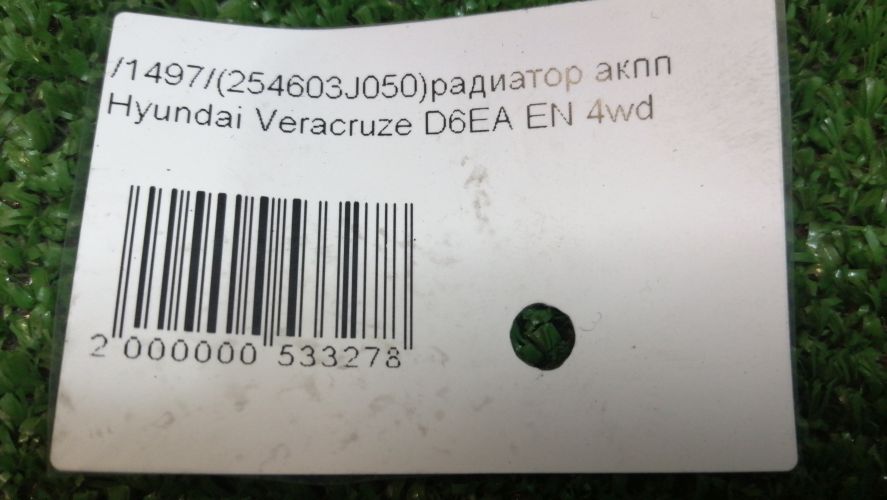 /1497/(254603J050)радиатор акпп
Hyundai Veracruze D6EA EN 4wd
2 000000 533278